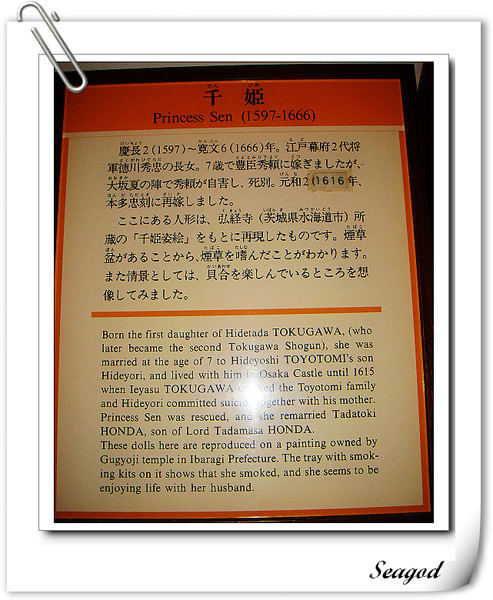 千姫
Princess Sen (1597-1666)
慶長2(1597)～寛文6(1666)年。江戸幕府2代将
軍徳川秀忠の長女。7歳で豊臣秀頼に嫁ぎましたが、
大坂夏の陣で秀頼が自害し、死別。元和2(1616年、
本多忠刻に再嫁しました。
ここにある人形は、弘経寺（茨城県水海道市）所
蔵の「千姫姿絵」をもとに再現したものです。煙草
盆があることから、煙草を嗜んだことがわかります。
また情景としては、貝合を楽しんでいるところを想
像してみました。
Born the first daughter of Hidetada TOKUGAWA, (who
later became the second Tokugawa Shogun), she was
married at the age of 7 to Hideyoshi TOYOTOMI's son
Hideyori, and lived with him in Osaka Castle until 1615
when Ieyasu TOKUGAWA the Toyotomi family
and Hideyori committed suicide together with his mother.
Princess Sen was rescued, and she remarried Tadatoki
HONDA, son of Lord Tadamasa HONDA.
These dolls here are reproduced on a painting owned by
Gugyoji temple in Ibaragi Prefecture. The tray with smok-
ing kits on it shows that she smoked, and she seems to be
enjoying life with her husband.
Seagod